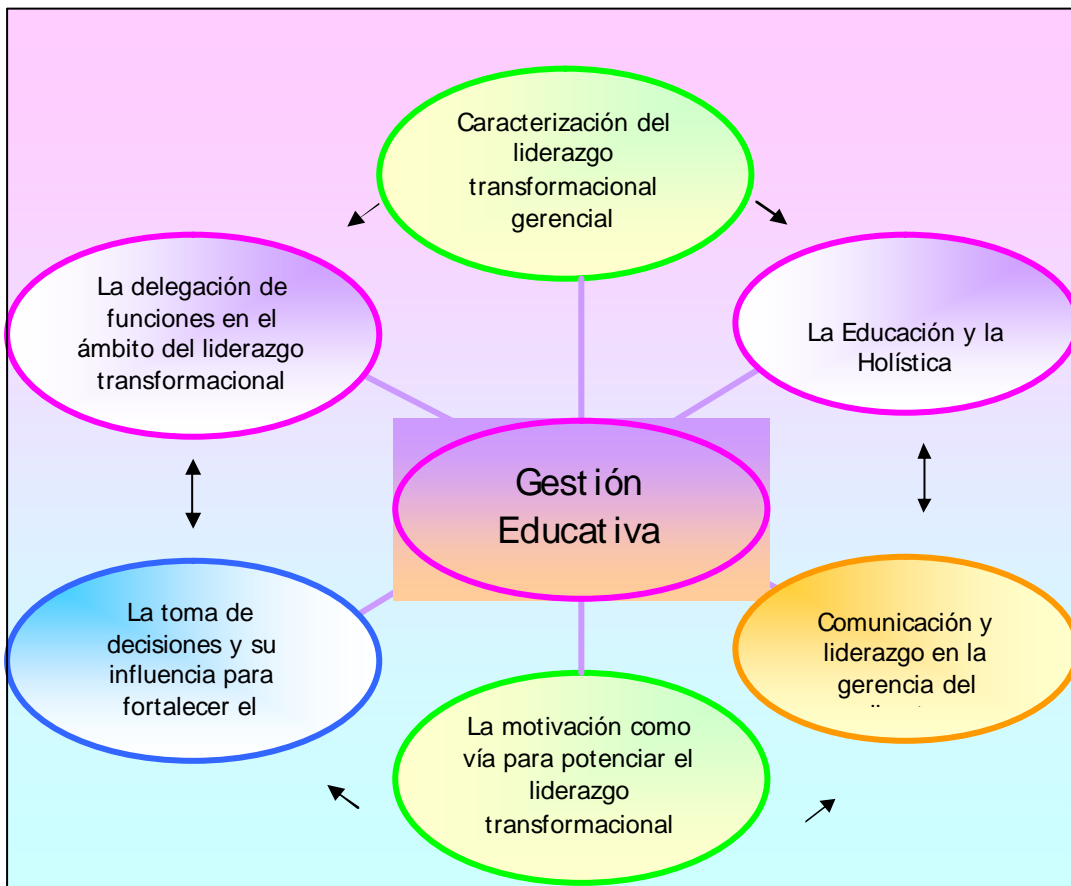 Caracterización del
liderazgo
transformacional
gerencial
La delegación de
funciones en el
ámbito del liderazgo
transformacional
La Educación y la
Holística
Gestión
Educativa
La toma de
decisiones y su
influencia para
fortalecer el
Comunicación y
liderazgo en la
gerencia del
La motivación como
vía para potenciar el
liderazgo
transformacional